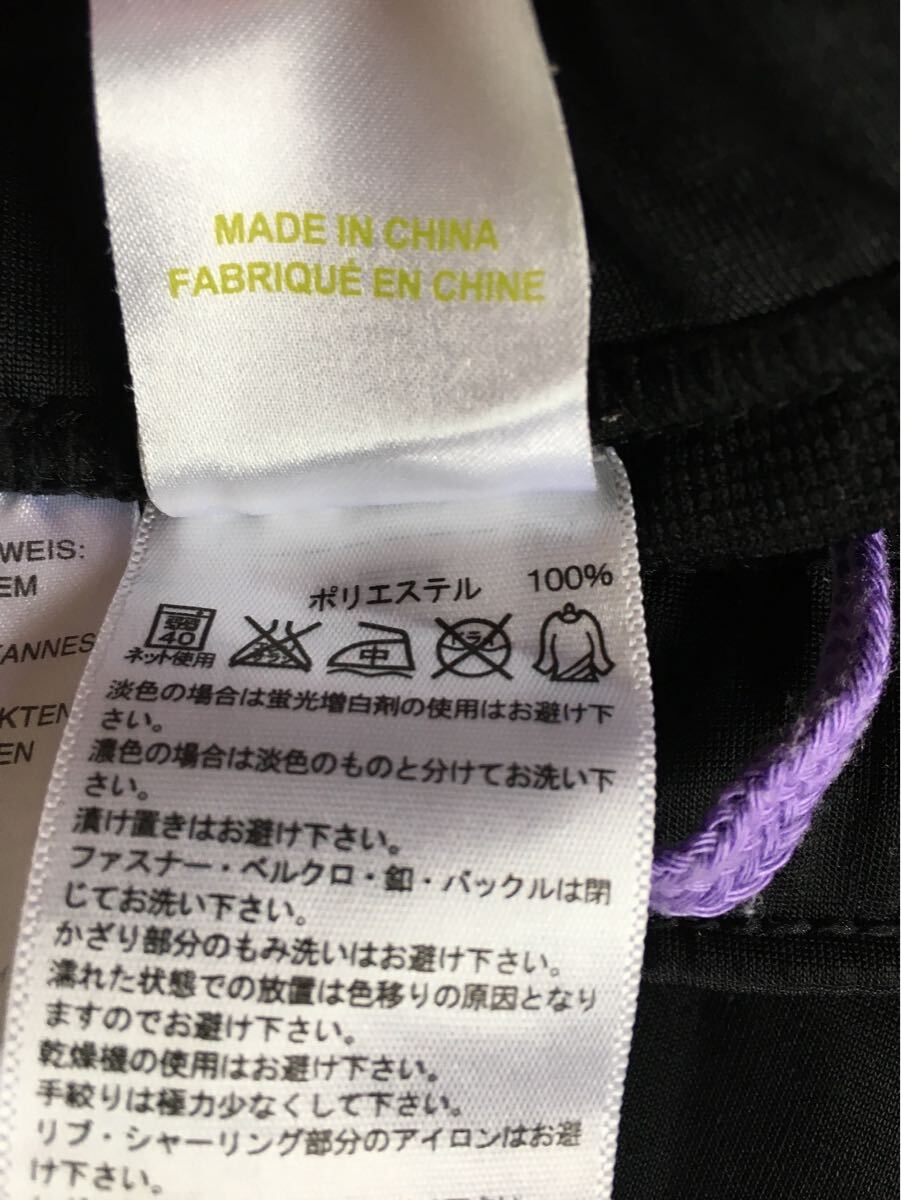 MADE IN CHINA
FABRIQUÉ EN CHINE
WEIS:
EM
TANNES
KTEN
EN
ポリエステル 100%
40
ネット使用
中
淡色の場合は蛍光増白剤の使用はお避け下
さい。
濃色の場合は淡色のものと分けてお洗い下
さい。
漬け置きはお避け下さい。
ファスナー・ベルクロ・釦・バックルは閉
じてお洗い下さい。
かざり部分のもみ洗いはお避け下さい。
濡れた状態での放置は色移りの原因となり
ますのでお避け下さい。
乾燥機の使用はお避け下さい。
手絞りは極力少なくして下さい。
リブ・シャーリング部分のアイロンはお避
け下さい。